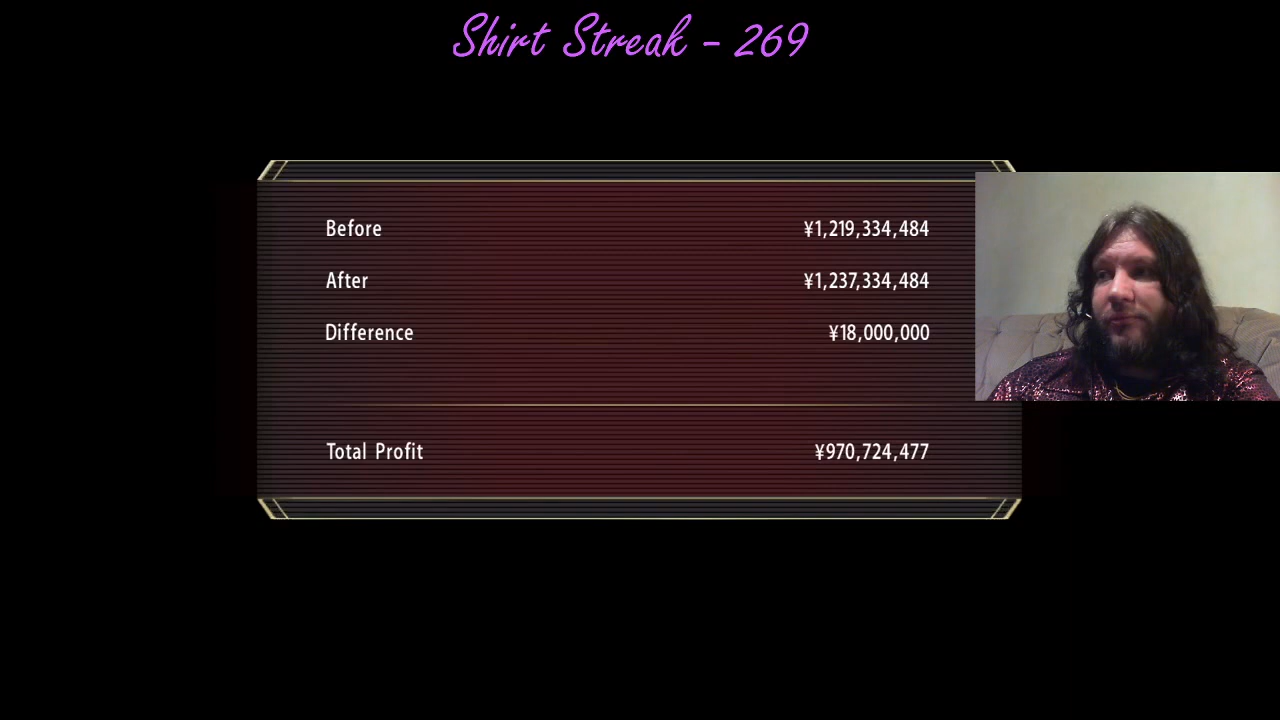 Shirt Streak - 269
Before ¥1,219,334,484
After ¥1,237,334,484
Difference ¥18,000,000
Total Profit ¥970,724,477